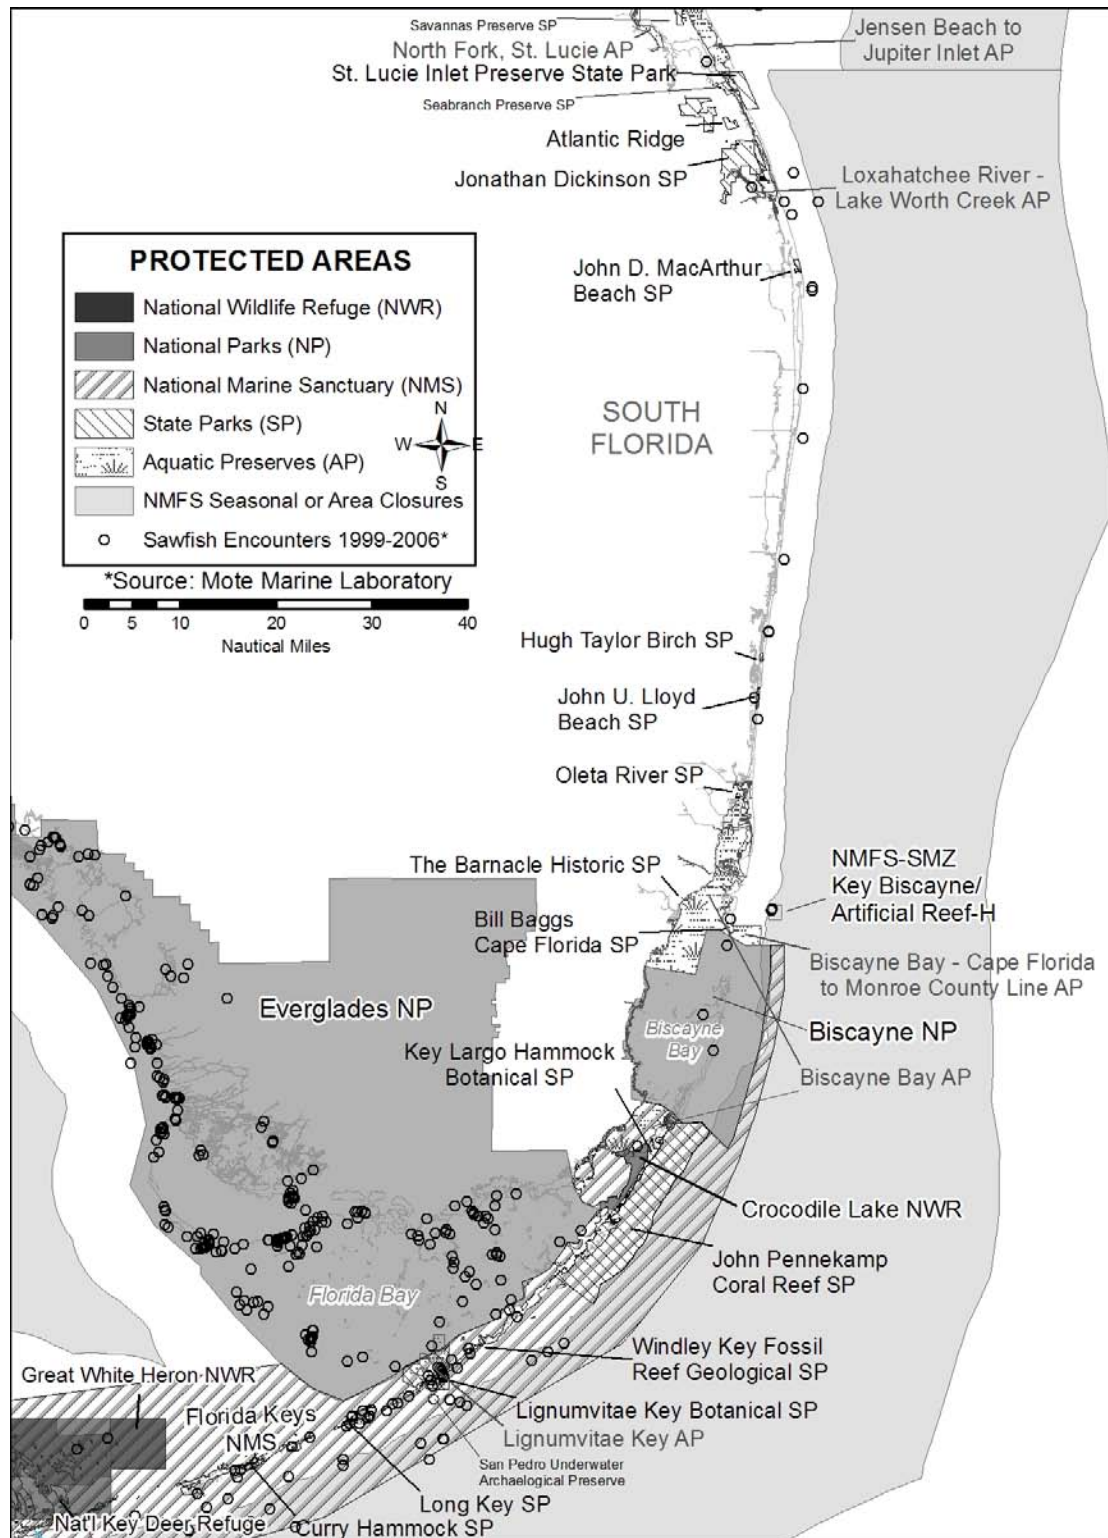 Savannas Preserve SP
North Fork, St. Lucie AP
Jensen Beach to
Jupiter Inlet AP
St. Lucie Inlet Preserve State Park
Seabranch Preserve SP
Atlantic Ridge
Jonathan Dickinson SP
Loxahatchee River -
Lake Worth Creek AP
PROTECTED AREAS
National Wildlife Refuge (NWR)
National Parks (NP)
National Marine Sanctuary (NMS)
State Parks (SP)
Aquatic Preserves (AP)
NMFS Seasonal or Area Closures
Sawfish Encounters 1999-2006*
N
W E
S
*Source: Mote Marine Laboratory
0 5 10 20 30 40
Nautical Miles
John D. MacArthur
Beach SP
SOUTH
FLORIDA
Hugh Taylor Birch SP
John U. Lloyd
Beach SP
Oleta River SP
The Barnacle Historic SP
NMFS-SMZ
Key Biscayne/
Artificial Reef-H
Bill Baggs
Cape Florida SP
Biscayne Bay - Cape Florida
to Monroe County Line AP
Everglades NP
Biscayne
Bay
Biscayne NP
Key Largo Hammock
Botanical SP
Biscayne Bay AP
Crocodile Lake NWR
John Pennekamp
Coral Reef SP
Florida Bay
Windley Key Fossil
Reef Geological SP
Great White Heron NWR
Lignumvitae Key Botanical SP
Florida Keys
NMS
Lignumvitae Key AP
San Pedro Underwater
Archaelogical Preserve
Long Key SP
Nat'l Key Deer Refuge
Curry Hammock SP